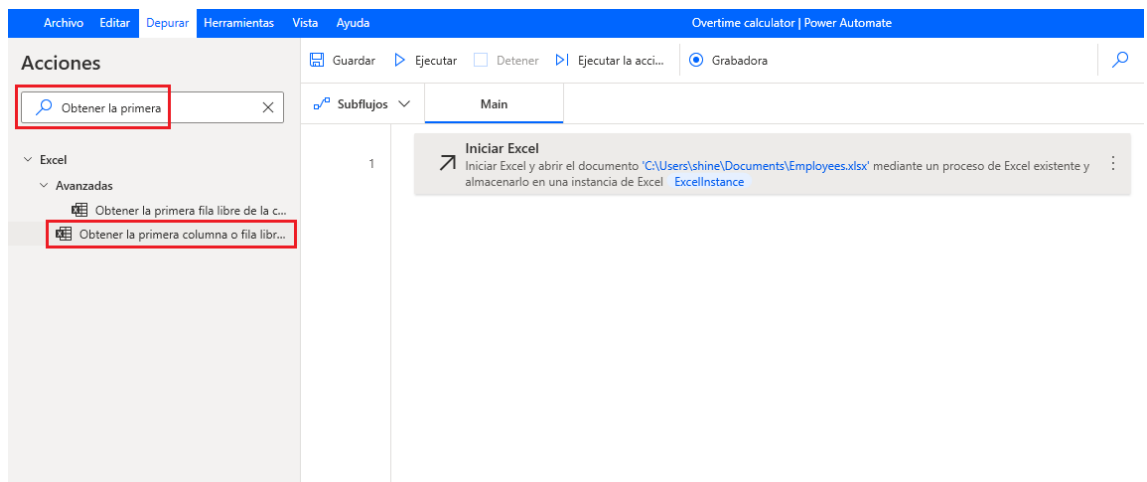 Archivo Editar Depurar Herramientas Vista Ayuda Overtime calculator | Power Automate
Acciones
Guardar Ejecutar Detener Ejecutar la acci... Grabadora
Obtener la primera
Subflujos Main
Excel
Avanzadas
Obtener la primera fila libre de la c...
Obtener la primera columna o fila libr...
1
Iniciar Excel
Iniciar Excel y abrir el documento 'C:\Users\shine\Documents\Employees.xlsx' mediante un proceso de Excel existente y
almacenarlo en una instancia de Excel ExcelInstance